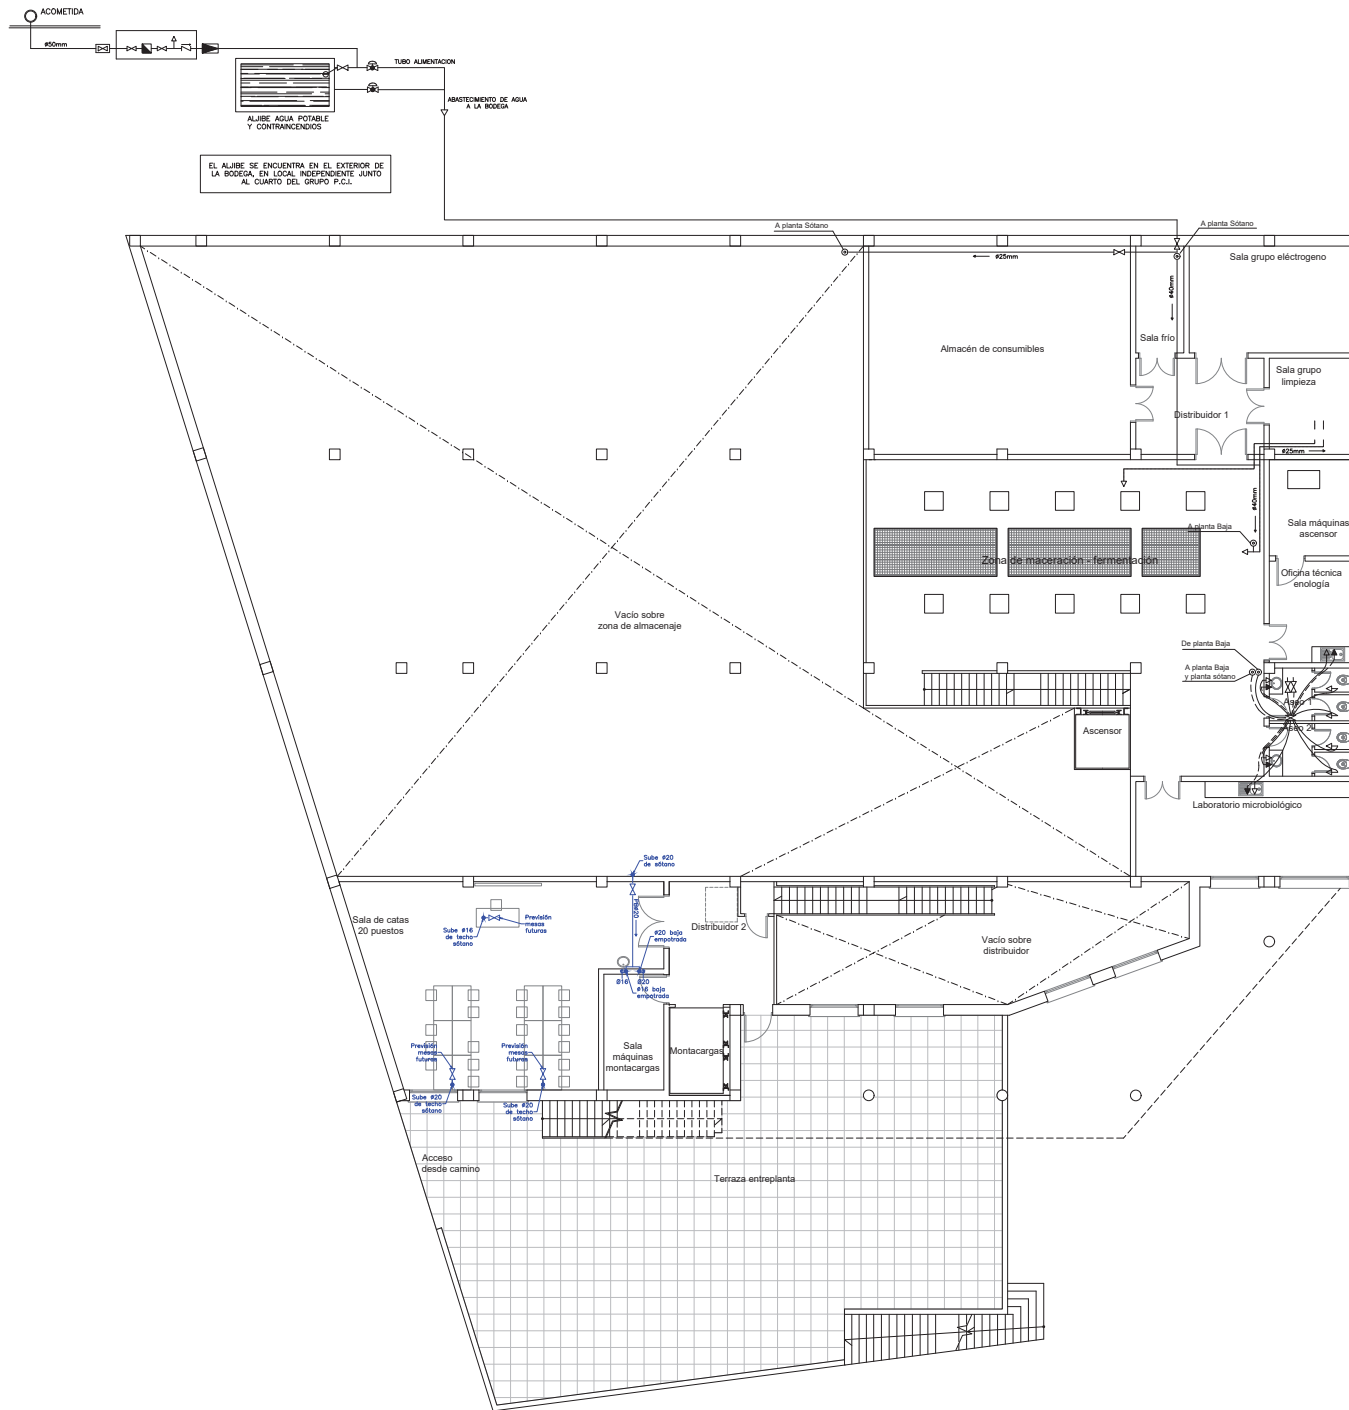 ACOMETIDA
ø50mm
TUBO ALIMENTACION
ABASTECIMIENTO DE AGUA
A LA BODEGA
ALJIBE AGUA POTABLE
Y CONTRAINCENDIOS
EL ALJIBE SE ENCUENTRA EN EL EXTERIOR DE
LA BODEGA, EN LOCAL INDEPENDIENTE JUNTO
AL CUARTO DEL GRUPO P.C.I.
A planta Sótano
A planta Sótano
ø25mm
Sala grupo eléctrogeno
ø40mm
Sala frío
Almacén de consumibles
Sala grupo
limpieza
Distribuidor 1
ø25mm
ø40mm
A planta Baja
Sala máquinas
ascensor
Zona de maceración - fermentación
Oficina técnica
enología
Vacío sobre
zona de almacenaje
De planta Baja
A planta Baja
y planta sótano
Aseo 1
Aseo 2
Ascensor
Laboratorio microbiológico
Sube ø20
de sótano
Sala de catas
20 puestos
Previsión
mesas
futuras
Sube ø16
de techo
sótano
PBø20
Distribuidor 2
ø20 baja
empotrada
Vacío sobre
distribuidor
Ø16
Ø20
ø16 baja
empotrada
Previsión
mesas
futuras
Previsión
mesas
futuras
Sala
máquinas
montacargas
Montacargas
Sube ø20
de techo
sótano
Sube ø20
de techo
sótano
Acceso
desde camino
Terraza entreplanta